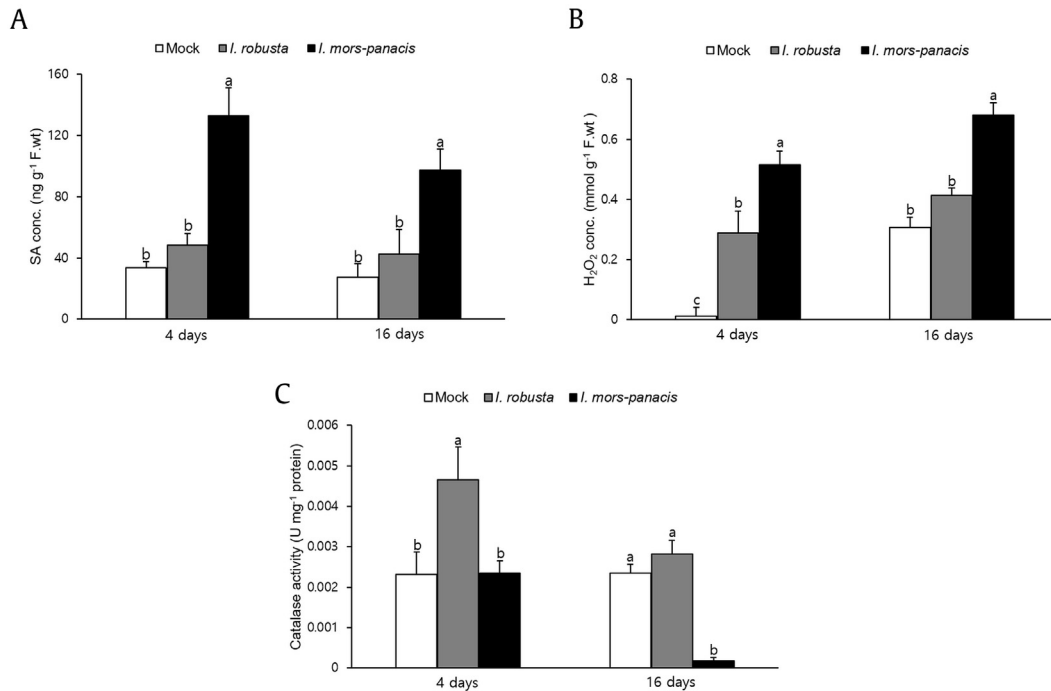 A
Mock I. robusta I. mors-panacis
SA conc. (ng g⁻¹ F.wt)
160
120
80
40
0
b
b
a
b
b
a
4 days
16 days
B
Mock I. robusta I. mors-panacis
H₂O₂ conc. (mmol g⁻¹ F.wt )
0.8
0.6
0.4
0.2
0
c
b
a
b
b
a
4 days
16 days
C
Mock I. robusta I. mors-panacis
Catalase activity (U mg⁻¹ protein)
0.006
0.005
0.004
0.003
0.002
0.001
0
b
a
b
a
a
b
4 days
16 days